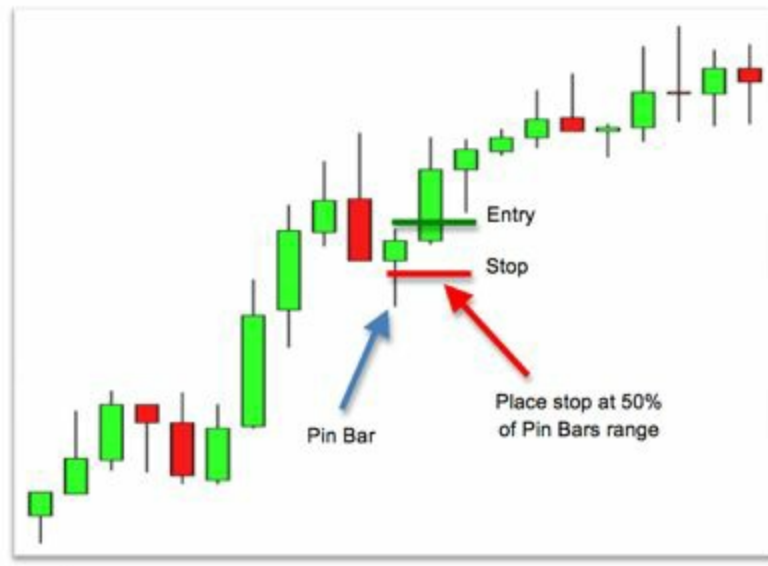 Entry
Stop
Place stop at 50%
of Pin Bars range
Pin Bar